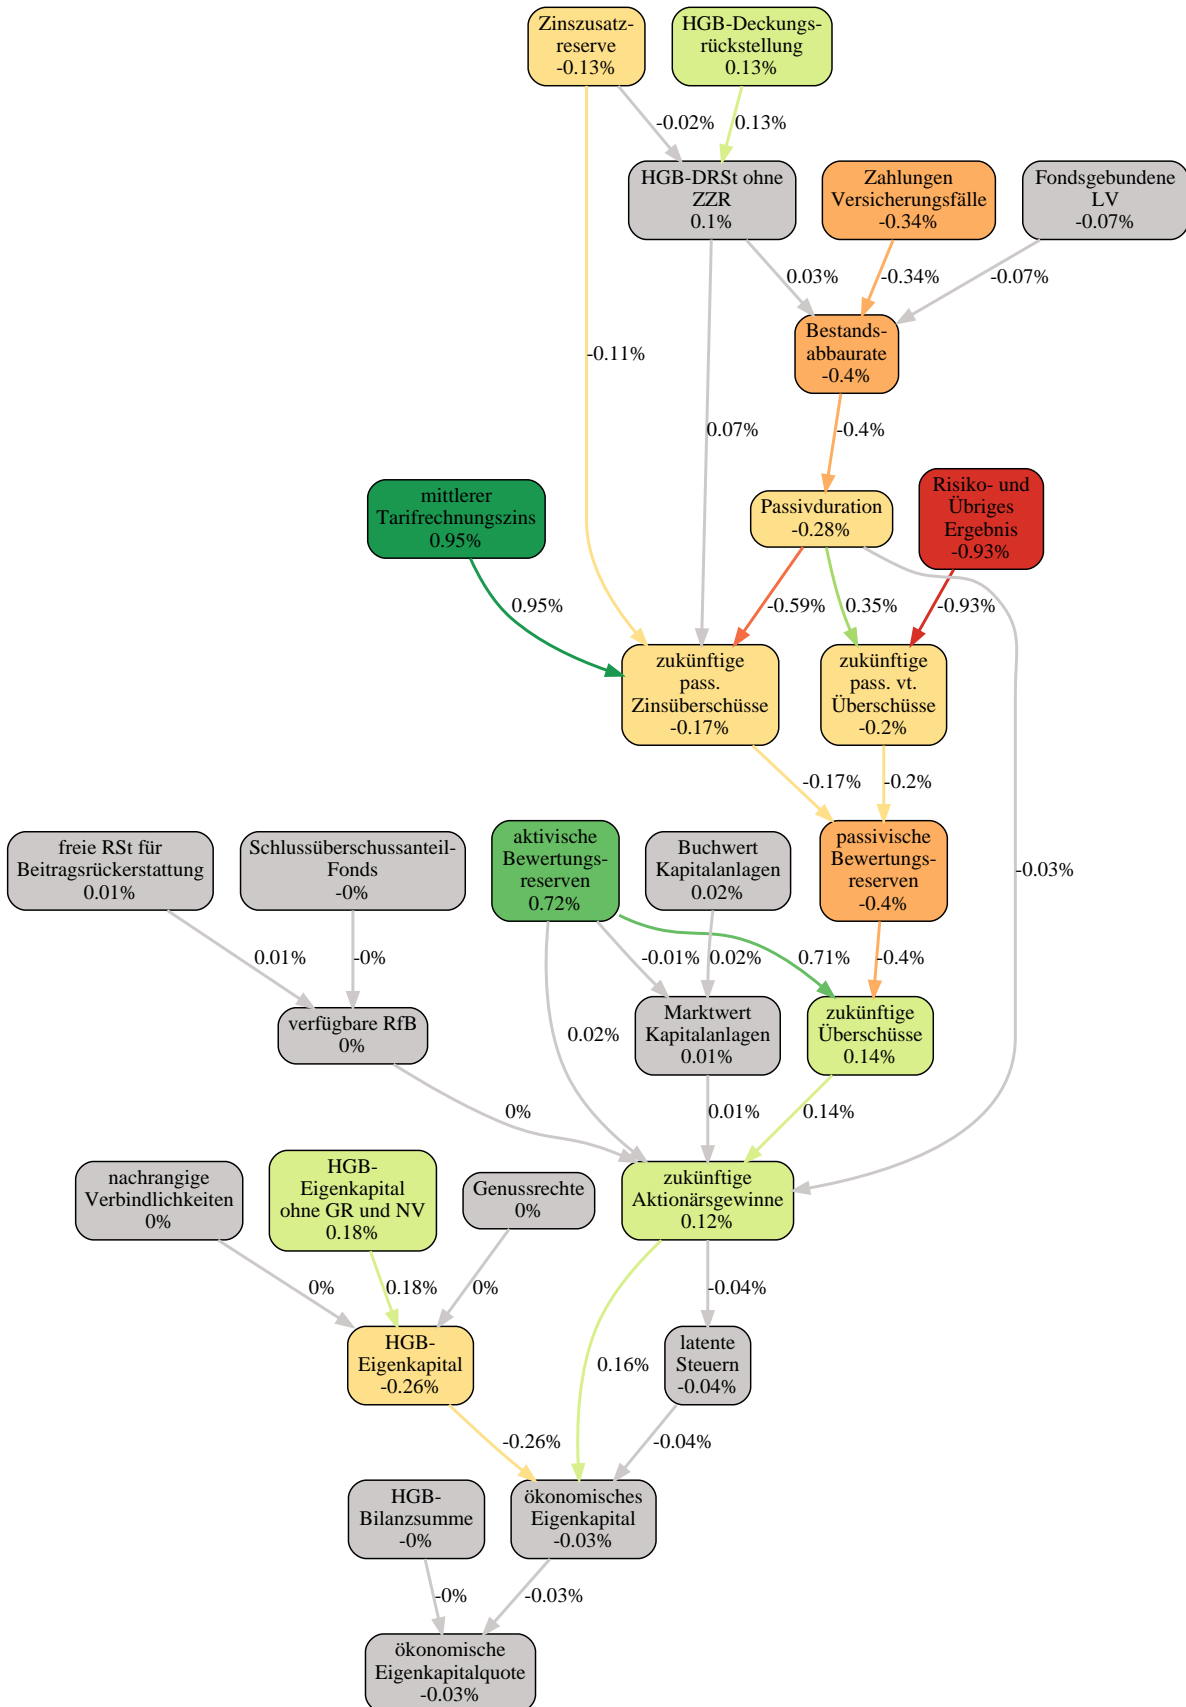 Zinszusatz-
reserve
-0.13%
HGB-Deckungs-
rückstellung
0.13%
-0.02%
0.13%
HGB-DRSt ohne
ZZR
0.1%
Zahlungen
Versicherungsfälle
-0.34%
Fondsgebundene
LV
-0.07%
0.03%
-0.34%
-0.07%
Bestands-
abbaurate
-0.4%
-0.11%
0.07%
-0.4%
mittlerer
Tarifrechnungszins
0.95%
Passivduration
-0.28%
Risiko- und
Übriges
Ergebnis
-0.93%
0.95%
-0.59%
0.35%
-0.93%
zukünftige
pass.
Zinsüberschüsse
-0.17%
zukünftige
pass. vt.
Überschüsse
-0.2%
-0.17%
-0.2%
-0.03%
freie RSt für
Beitragsrückerstattung
0.01%
Schlussüberschussanteil-
Fonds
-0%
aktivische
Bewertungs-
reserven
0.72%
Buchwert
Kapitalanlagen
0.02%
passivische
Bewertungs-
reserven
-0.4%
0.01%
-0%
-0.01%
0.02%
0.71%
-0.4%
verfügbare RfB
0%
0.02%
Marktwert
Kapitalanlagen
0.01%
zukünftige
Überschüsse
0.14%
0%
0.01%
0.14%
nachrangige
Verbindlichkeiten
0%
HGB-
Eigenkapital
ohne GR und NV
0.18%
Genussrechte
0%
zukünftige
Aktionärsgewinne
0.12%
0%
0.18%
0%
-0.04%
HGB-
Eigenkapital
-0.26%
0.16%
latente
Steuern
-0.04%
-0.26%
-0.04%
HGB-
Bilanzsumme
-0%
ökonomisches
Eigenkapital
-0.03%
-0%
-0.03%
ökonomische
Eigenkapitalquote
-0.03%